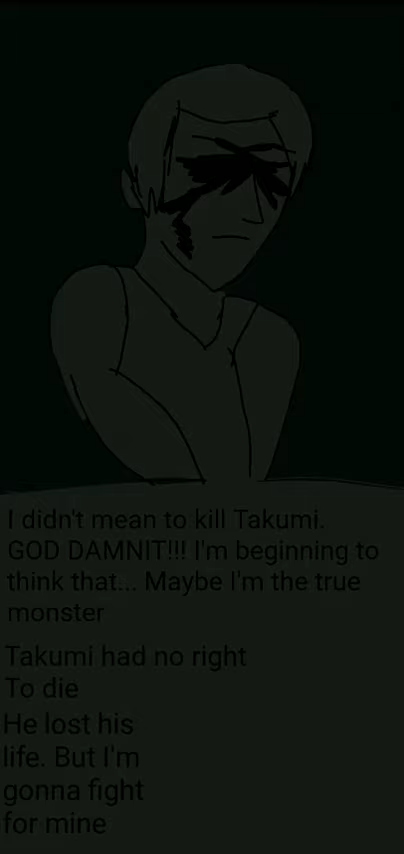 I didn't mean to kill Takumi.
GOD DAMNIT!!! I'm beginning to
think that... Maybe I'm the true
monster
Takumi had no right
To die
He lost his
life. But I'm
gonna fight
for mine